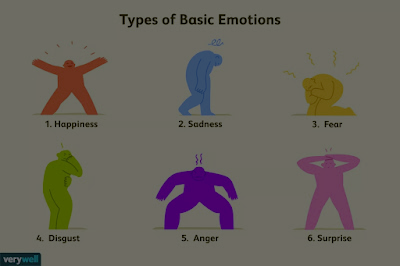 Types of Basic Emotions
1. Happiness
2. Sadness
3. Fear
4. Disgust
5. Anger
6. Surprise
verywell